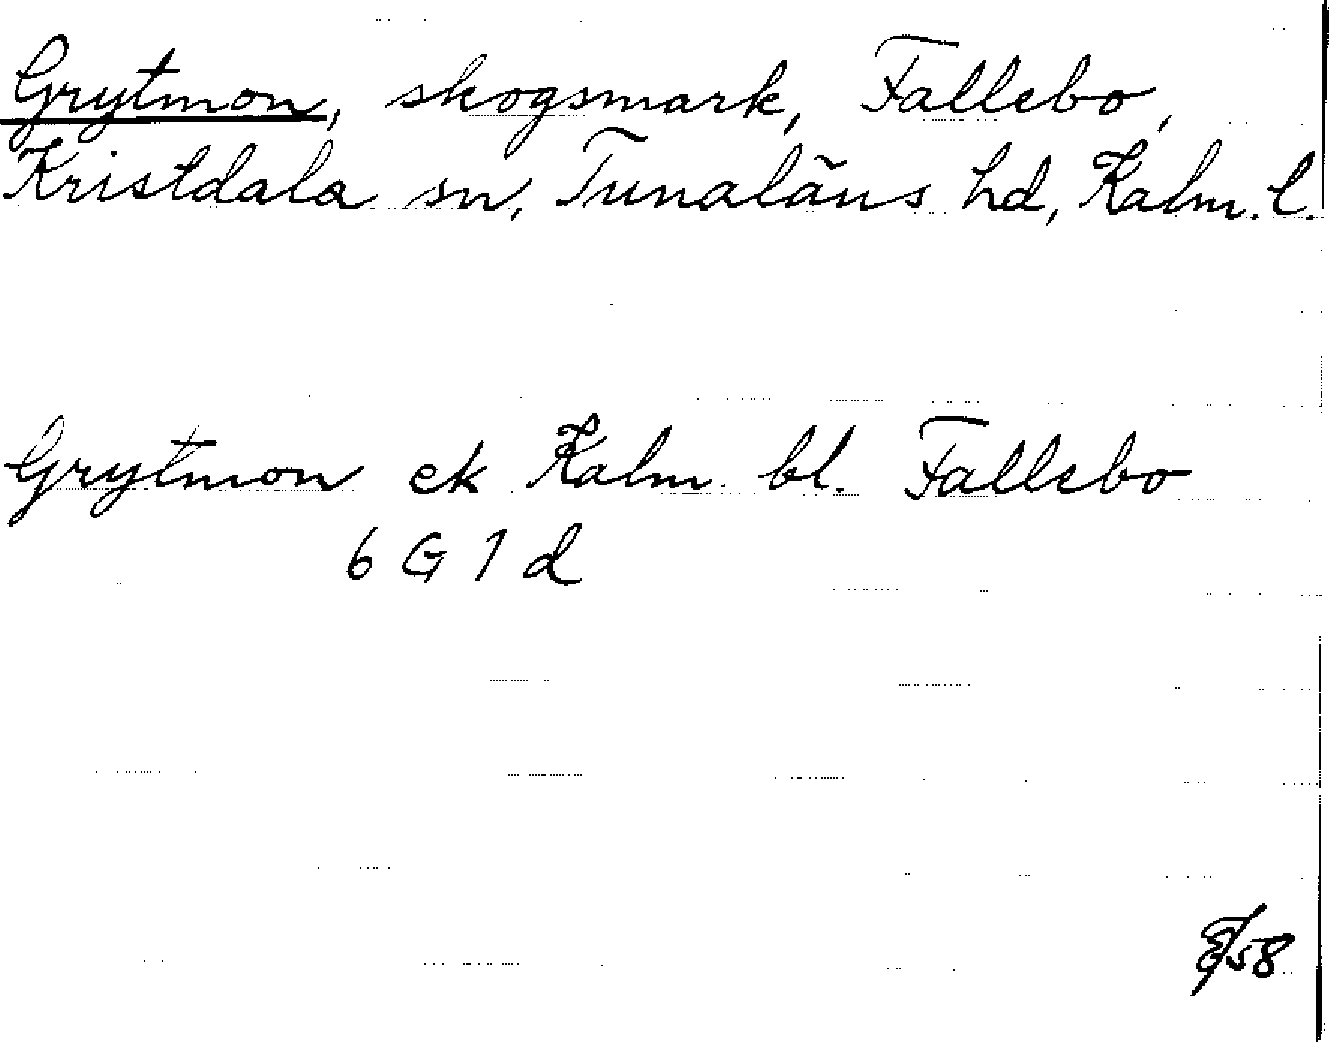 Grytmon, skogsmark, Fallebo,
Kristdala sn, Tunaläns hd, Kalm. l.
Grytmon ek Kalm bl. Fallebo
6 G 1 d
58